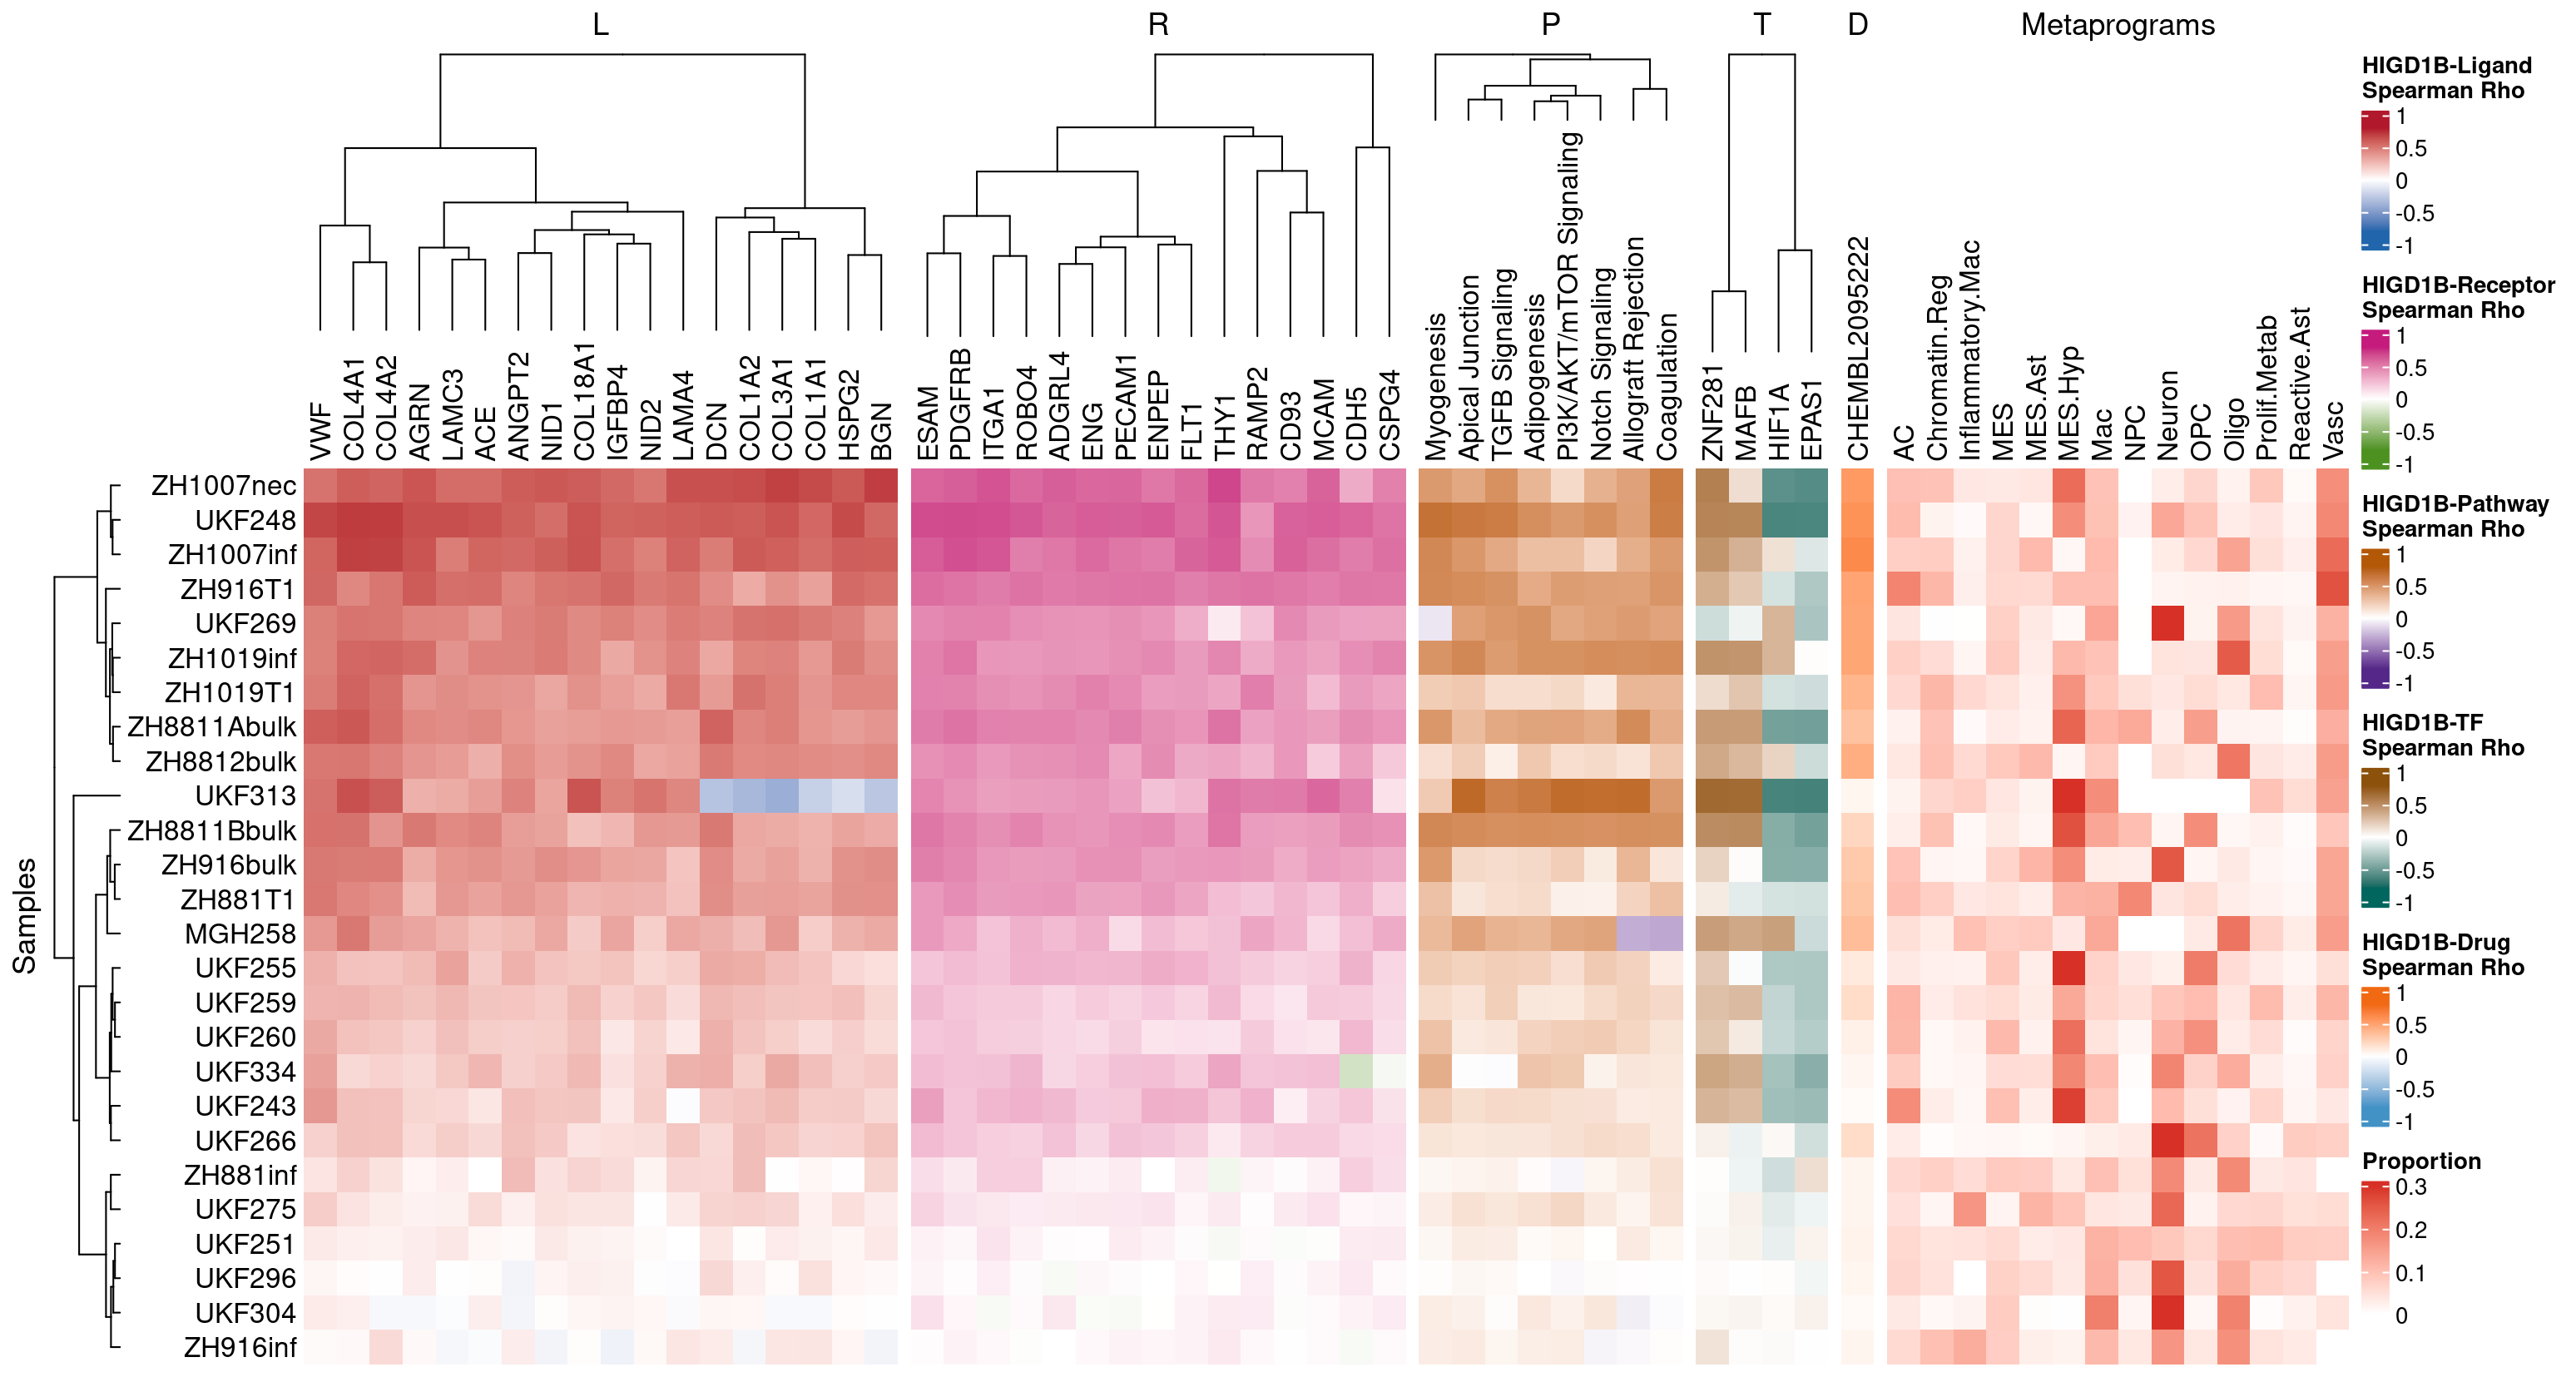 L
R
P
T
D
Metaprograms
VWF
COL4A1
COL4A2
AGRN
LAMC3
ACE
ANGPT2
NID1
COL18A1
IGFBP4
NID2
LAMA4
DCN
COL1A2
COL3A1
COL1A1
HSPG2
BGN
ESAM
PDGFRB
ITGA1
ROBO4
ADGRL4
ENG
PECAM1
ENPEP
FLT1
THY1
RAMP2
CD93
MCAM
CDH5
CSPG4
Myogenesis
Apical Junction
TGFB Signaling
Adipogenesis
PI3K/AKT/mTOR Signaling
Notch Signaling
Allograft Rejection
Coagulation
ZNF281
MAFB
HIF1A
EPAS1
CHEMBL2095222
AC
Chromatin.Reg
Inflammatory.Mac
MES
MES.Ast
MES.Hyp
Mac
NPC
Neuron
OPC
Oligo
Prolif.Metab
Reactive.Ast
Vasc
Samples
ZH1007nec
UKF248
ZH1007inf
ZH916T1
UKF269
ZH1019inf
ZH1019T1
ZH8811Abulk
ZH8812bulk
UKF313
ZH8811Bbulk
ZH916bulk
ZH881T1
MGH258
UKF255
UKF259
UKF260
UKF334
UKF243
UKF266
ZH881inf
UKF275
UKF251
UKF296
UKF304
ZH916inf
HIGD1B-Ligand
Spearman Rho
1
0.5
0
-0.5
-1
HIGD1B-Receptor
Spearman Rho
1
0.5
0
-0.5
-1
HIGD1B-Pathway
Spearman Rho
1
0.5
0
-0.5
-1
HIGD1B-TF
Spearman Rho
1
0.5
0
-0.5
-1
HIGD1B-Drug
Spearman Rho
1
0.5
0
-0.5
-1
Proportion
0.3
0.2
0.1
0